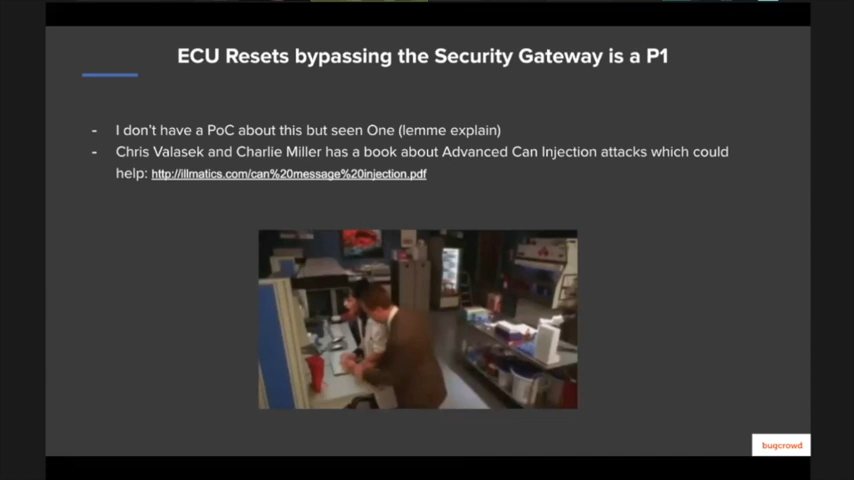 ECU Resets bypassing the Security Gateway is a P1
- I don't have a PoC about this but seen One (lemme explain)
- Chris Valasek and Charlie Miller has a book about Advanced Can Injection attacks which could
help: http://illmatics.com/can%20message%20injection.pdf
bugcrowd